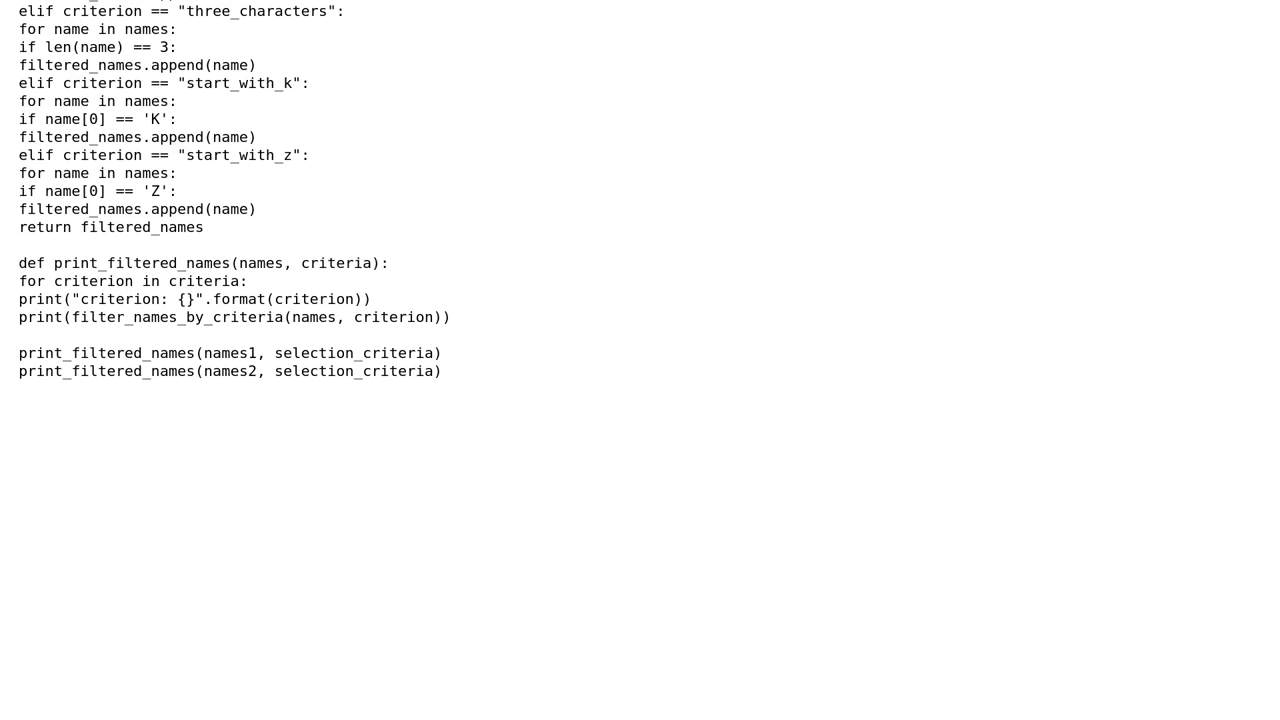 elif criterion == "three_characters":
for name in names:
if len(name) == 3:
filtered_names.append(name)
elif criterion == "start_with_k":
for name in names:
if name[0] == 'K':
filtered_names.append(name)
elif criterion == "start_with_z":
for name in names:
if name[0] == 'Z':
filtered_names.append(name)
return filtered_names

def print_filtered_names(names, criteria):
for criterion in criteria:
print("criterion: {}".format(criterion))
print(filter_names_by_criteria(names, criterion))

print_filtered_names(names1, selection_criteria)
print_filtered_names(names2, selection_criteria)